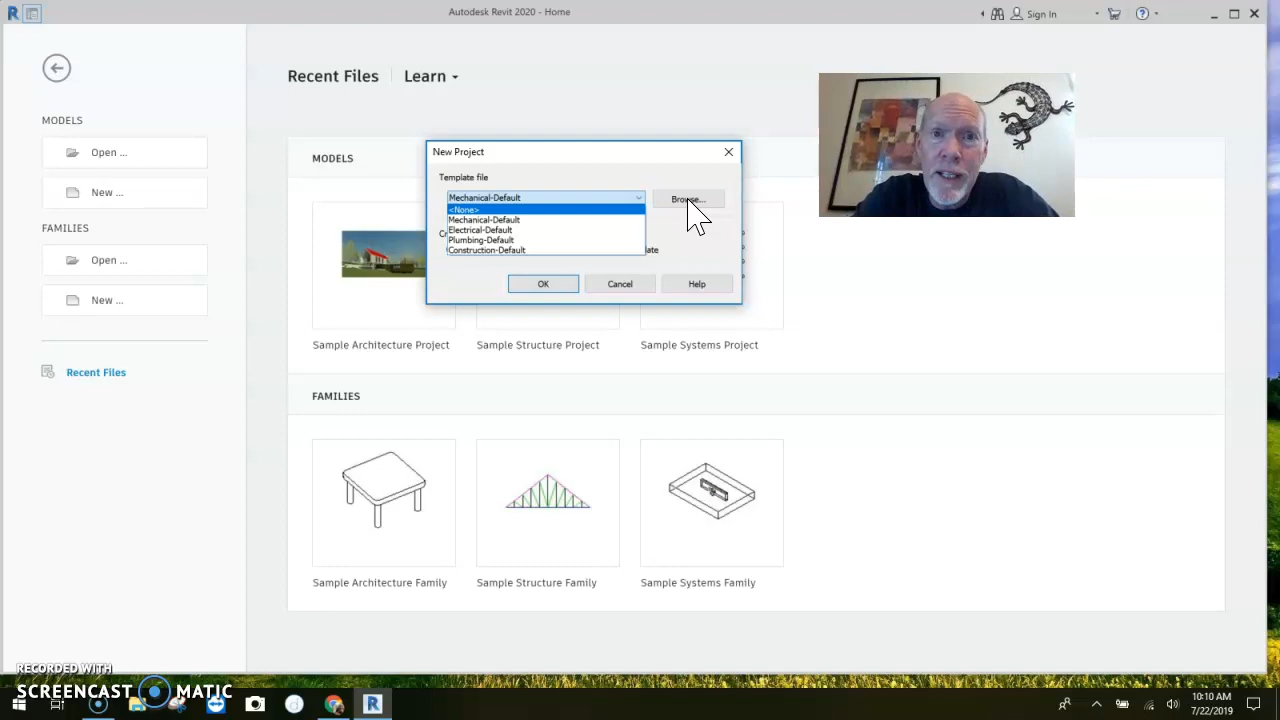 R
Autodesk Revit 2020 - Home
Sign In
?
Recent Files
Learn
MODELS
Open ...
New ...
FAMILIES
Open ...
New ...
Recent Files
MODELS
New Project
Template file
Mechanical-Default
Browse...
<None>
Mechanical-Default
Electrical-Default
Plumbing-Default
Construction-Default
Cr
late
OK
Cancel
Help
Sample Architecture Project
Sample Structure Project
Sample Systems Project
FAMILIES
Sample Architecture Family
Sample Structure Family
Sample Systems Family
RECORDED WITH
SCREENCAST MATIC
R
10:10 AM
7/22/2019